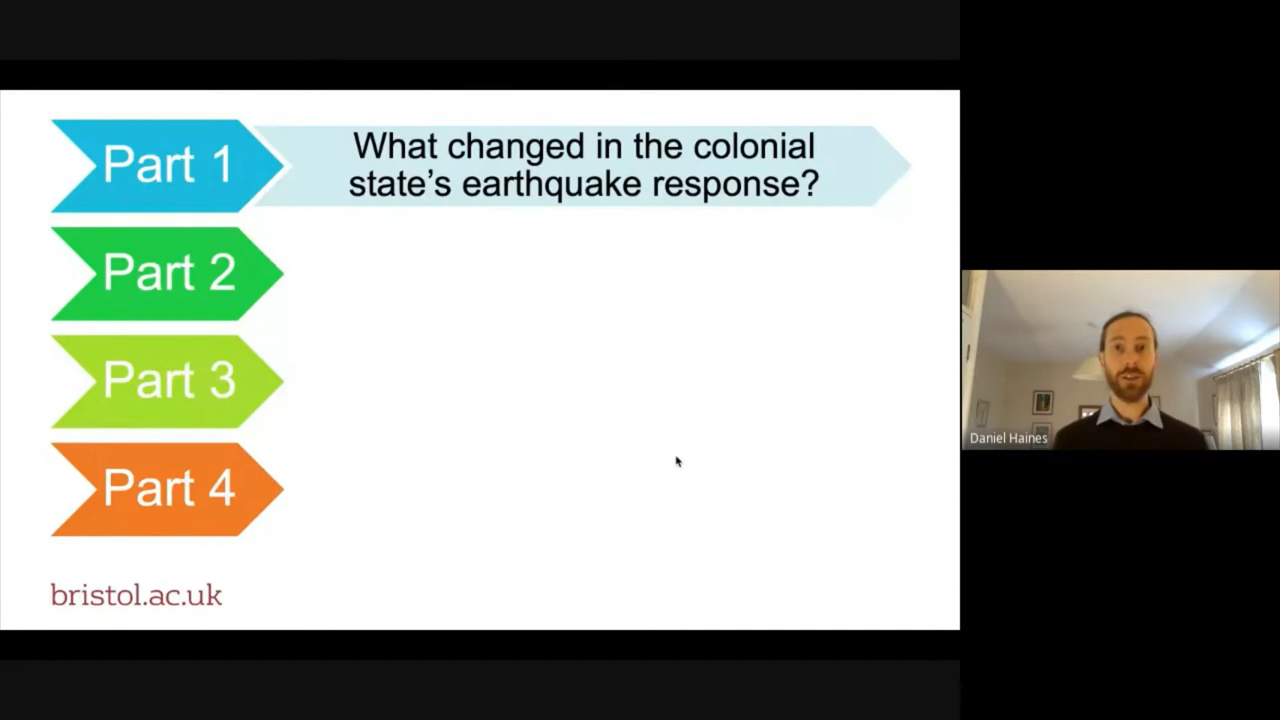 Part 1
What changed in the colonial
state's earthquake response?
Part 2
Part 3
Part 4
Daniel Haines
bristol.ac.uk